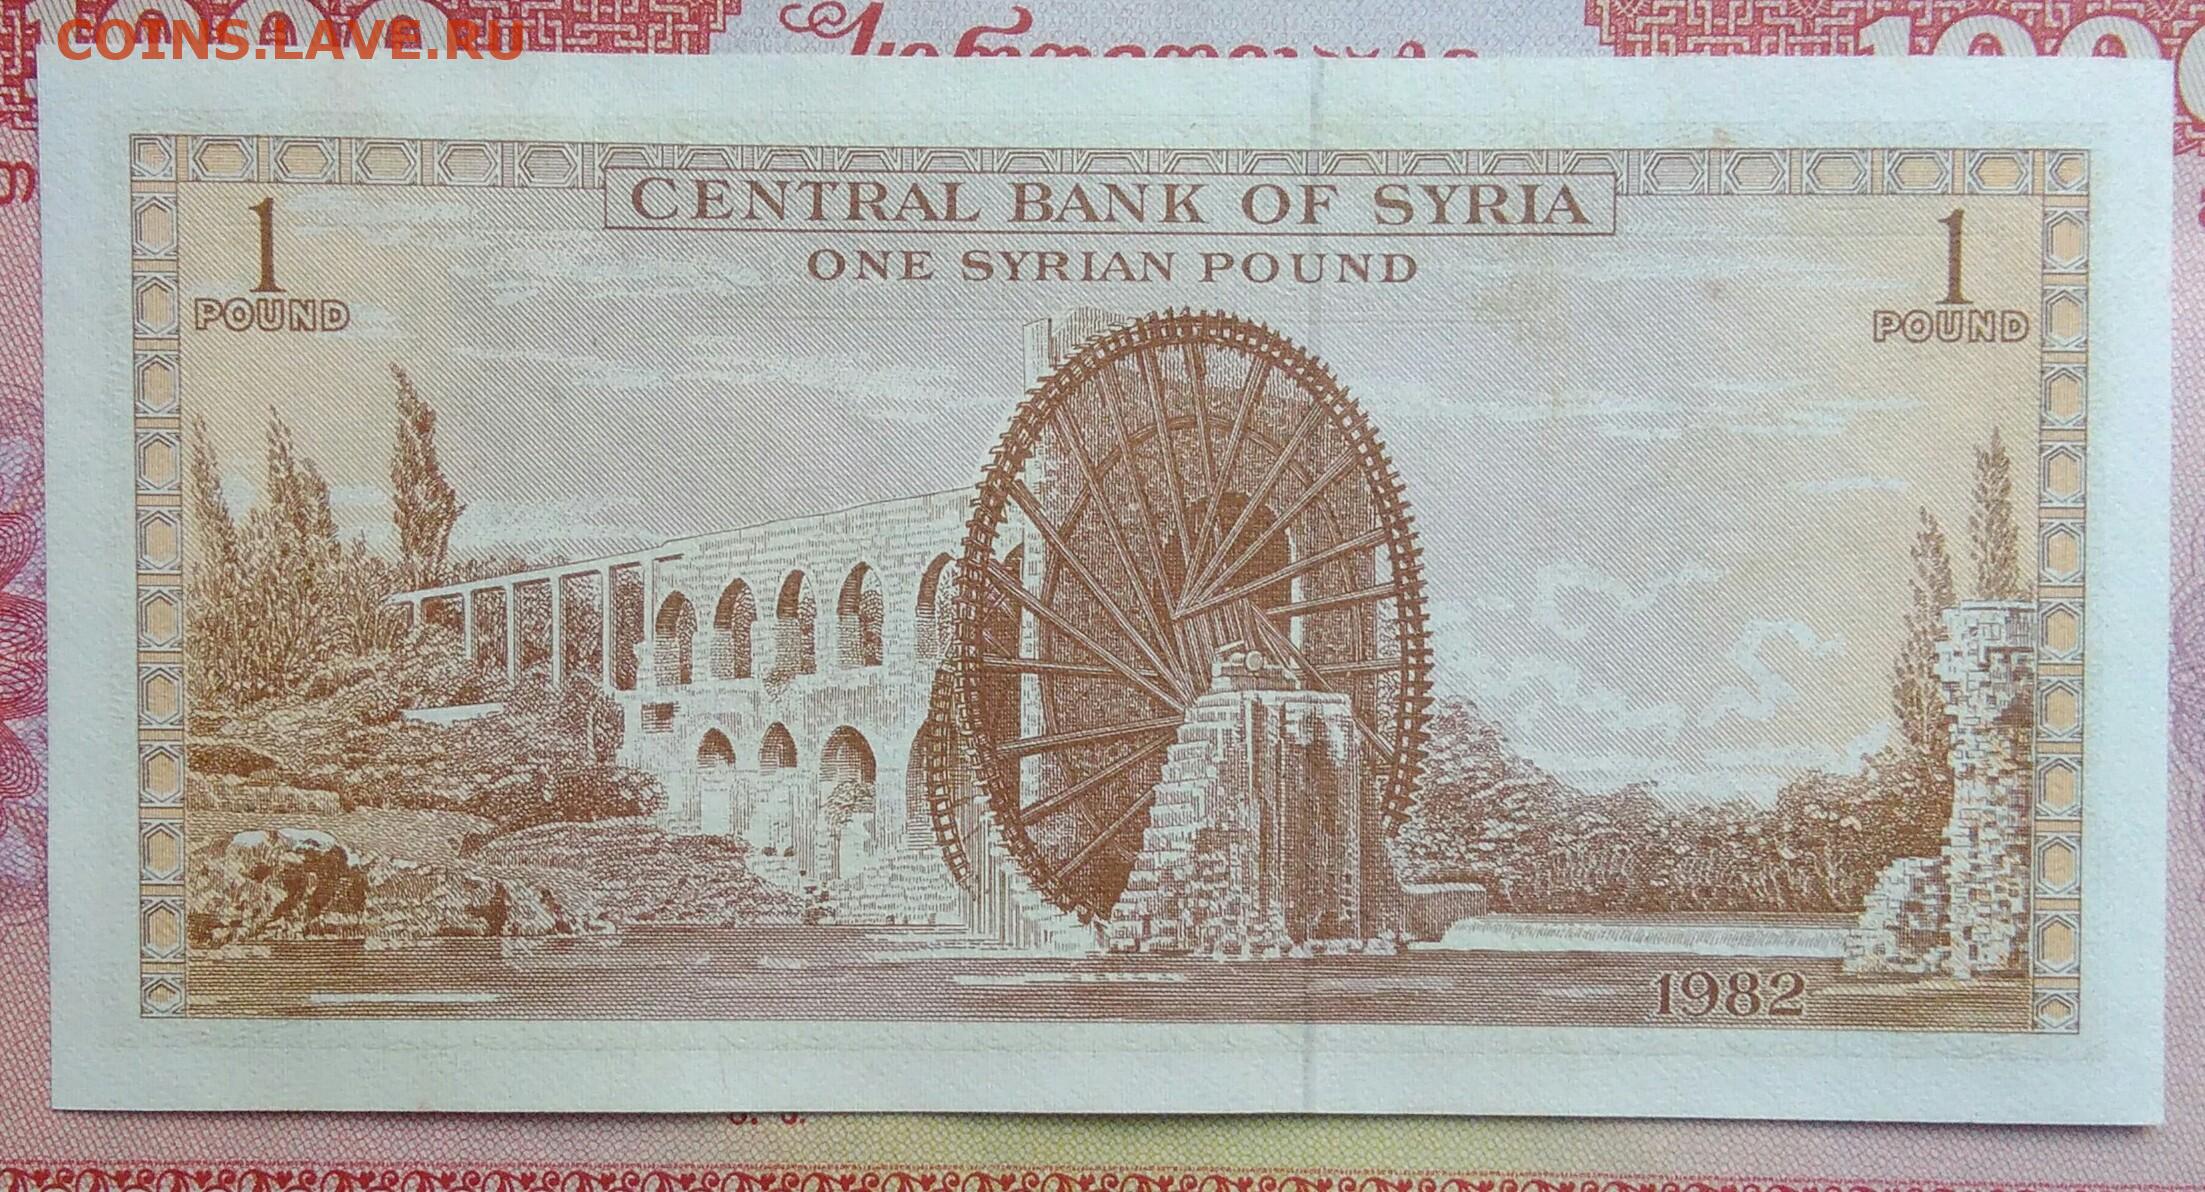 COINS.LAVE.RU
CENTRAL BANK OF SYRIA
ONE SYRIAN POUND
1
POUND
1
POUND
1982